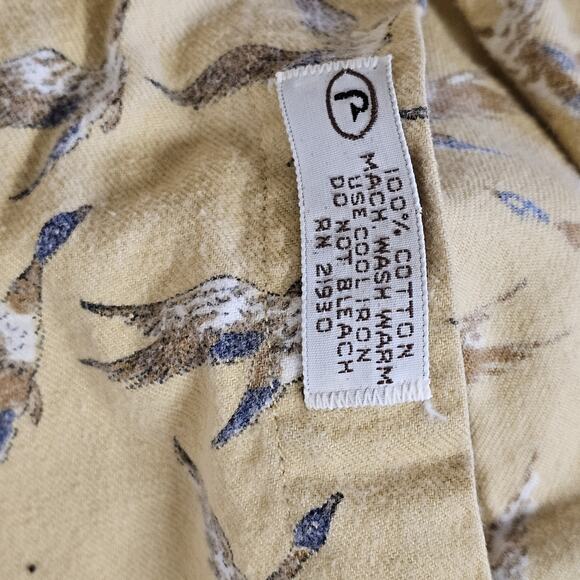 100% COTTON
MACH. WASH WARM
USE COOL IRON
DO NOT BLEACH
RN 21930